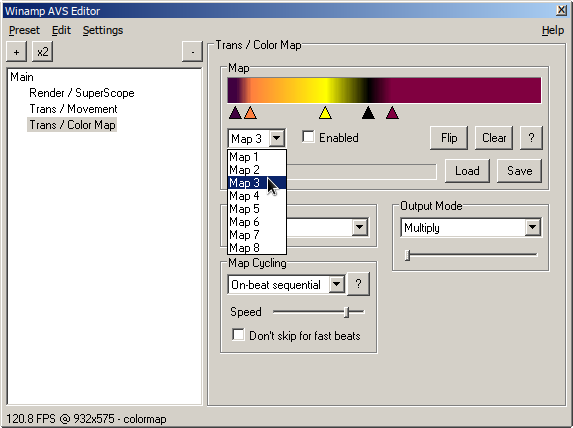 Winamp AVS Editor
Preset Edit Settings Help
+ x2 -
Main
Render / SuperScope
Trans / Movement
Trans / Color Map
Trans / Color Map
Map
Map 3 Enabled Flip Clear ?
Map 1
Map 2
Map 3
Map 4
Map 5
Map 6
Map 7
Map 8
Load Save
Output Mode
Multiply
Map Cycling
On-beat sequential ?
Speed
Don't skip for fast beats
120.8 FPS @ 932x575 - colormap